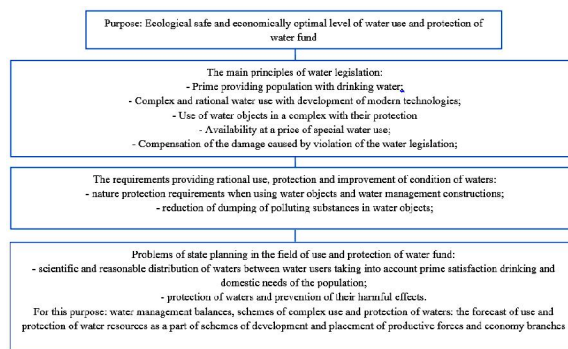 Purpose: Ecological safe and economically optimal level of water use and protection of
water fund
The main principles of water legislation:
- Prime providing population with drinking water;
- Complex and rational water use with development of modern technologies;
- Use of water objects in a complex with their protection
- Availability at a price of special water use;
- Compensation of the damage caused by violation of the water legislation;
The requirements providing rational use, protection and improvement of condition of waters:
- nature protection requirements when using water objects and water management constructions;
- reduction of dumping of polluting substances in water objects;
Problems of state planning in the field of use and protection of water fund:
- scientific and reasonable distribution of waters between water users taking into account prime satisfaction drinking and
domestic needs of the population;
- protection of waters and prevention of their harmful effects.
For this purpose: water management balances, schemes of complex use and protection of waters: the forecast of use and
protection of water resources as a part of schemes of development and placement of productive forces and economy branches